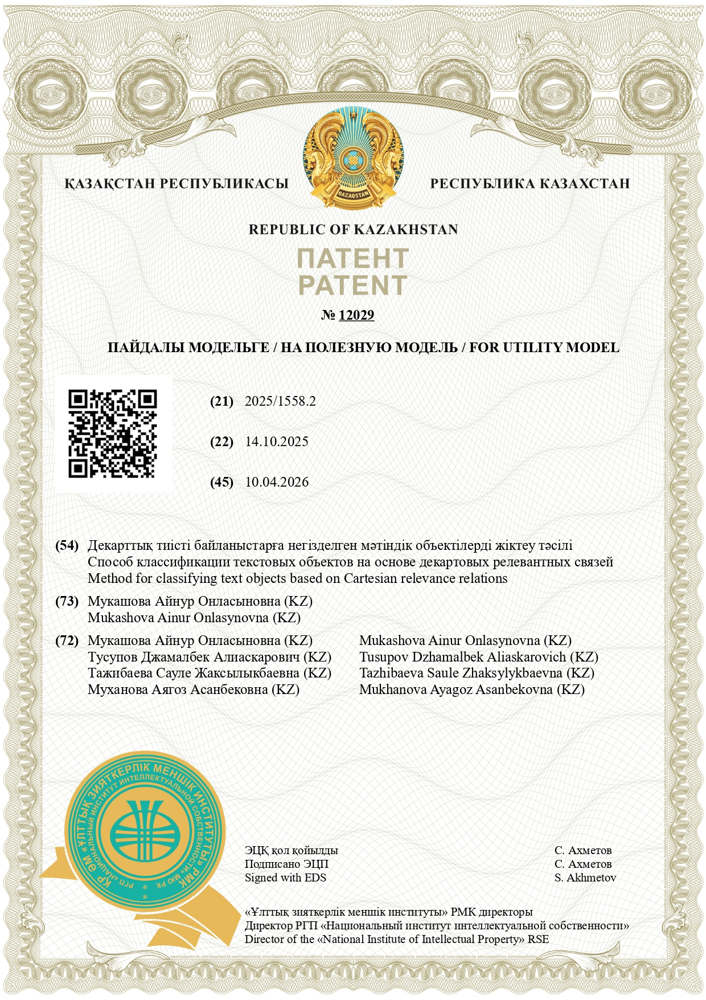 ҚАЗАҚСТАН РЕСПУБЛИКАСЫ
РЕСПУБЛИКА КАЗАХСТАН
QAZAQSTAN
REPUBLIC OF KAZAKHSTAN
ПАТЕНТ
PATENT
№ 12029
ПАЙДАЛЫ МОДЕЛЬГЕ / НА ПОЛЕЗНУЮ МОДЕЛЬ / FOR UTILITY MODEL
(21) 2025/1558.2
(22) 14.10.2025
(45) 10.04.2026
(54) Декарттық тиісті байланыстарға негізделген мәтіндік объектілерді жіктеу тәсілі
Способ классификации текстовых объектов на основе декартовых релевантных связей
Method for classifying text objects based on Cartesian relevance relations
(73) Мукашова Айнур Онласыновна (KZ)
Mukashova Ainur Onlasynovna (KZ)
(72) Мукашова Айнур Онласыновна (KZ) Mukashova Ainur Onlasynovna (KZ)
Тусупов Джамалбек Алиаскарович (KZ) Tusupov Dzhamalbek Aliaskarovich (KZ)
Тажибаева Сауле Жаксылыкбаевна (KZ) Tazhibaeva Saule Zhaksylykbaevna (KZ)
Муханова Аягоз Асанбековна (KZ) Mukhanova Ayagoz Asanbekovna (KZ)
ҚР ӘМ «ҰЛТТЫҚ ЗИЯТКЕРЛІК МЕНШІК ИНСТИТУТЫ» РМК
РГП «НАЦИОНАЛЬНЫЙ ИНСТИТУТ ИНТЕЛЛЕКТУАЛЬНОЙ СОБСТВЕННОСТИ» МЮ РК
ЭЦҚ қол қойылды С. Ахметов
Подписано ЭЦП С. Ахметов
Signed with EDS S. Akhmetov
«Ұлттық зияткерлік меншік институты» РМК директоры
Директор РГП «Национальный институт интеллектуальной собственности»
Director of the «National Institute of Intellectual Property» RSE